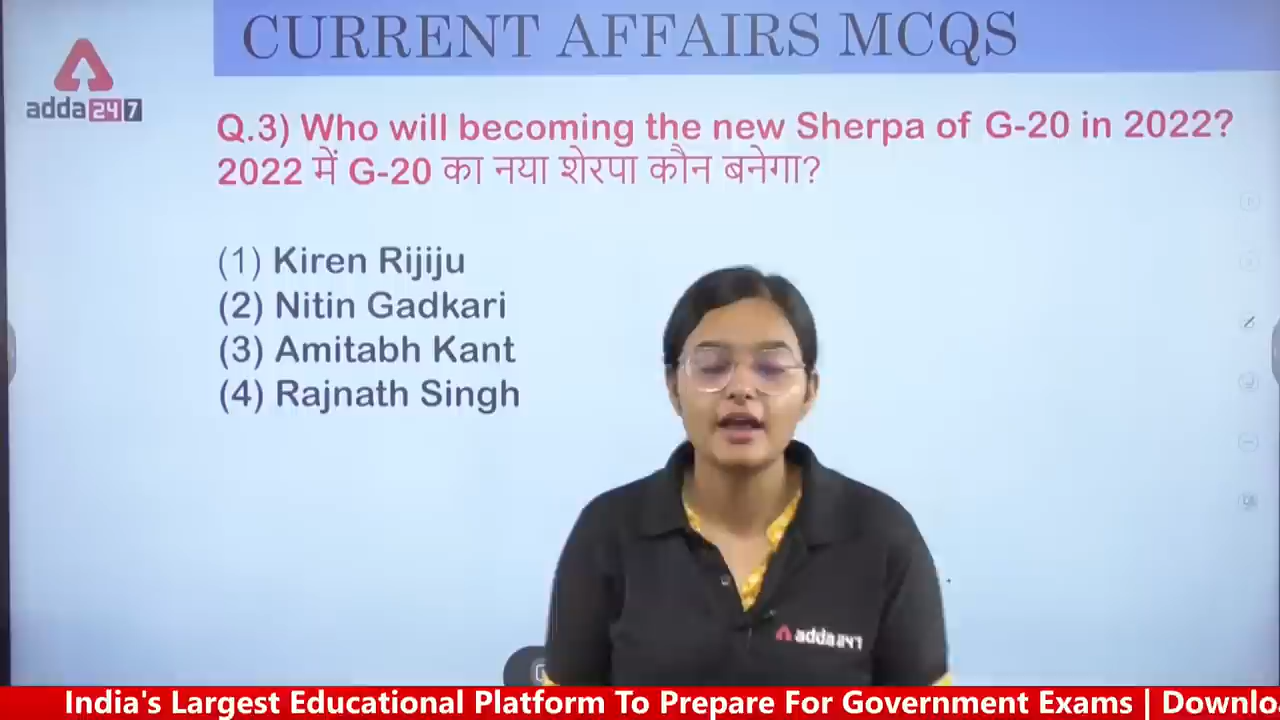 CURRENT AFFAIRS MCQS
adda 247
Q.3) Who will becoming the new Sherpa of G-20 in 2022?
2022 में G-20 का नया शेरपा कौन बनेगा?
(1) Kiren Rijiju
(2) Nitin Gadkari
(3) Amitabh Kant
(4) Rajnath Singh
adda247
India's Largest Educational Platform To Prepare For Government Exams | Downlo